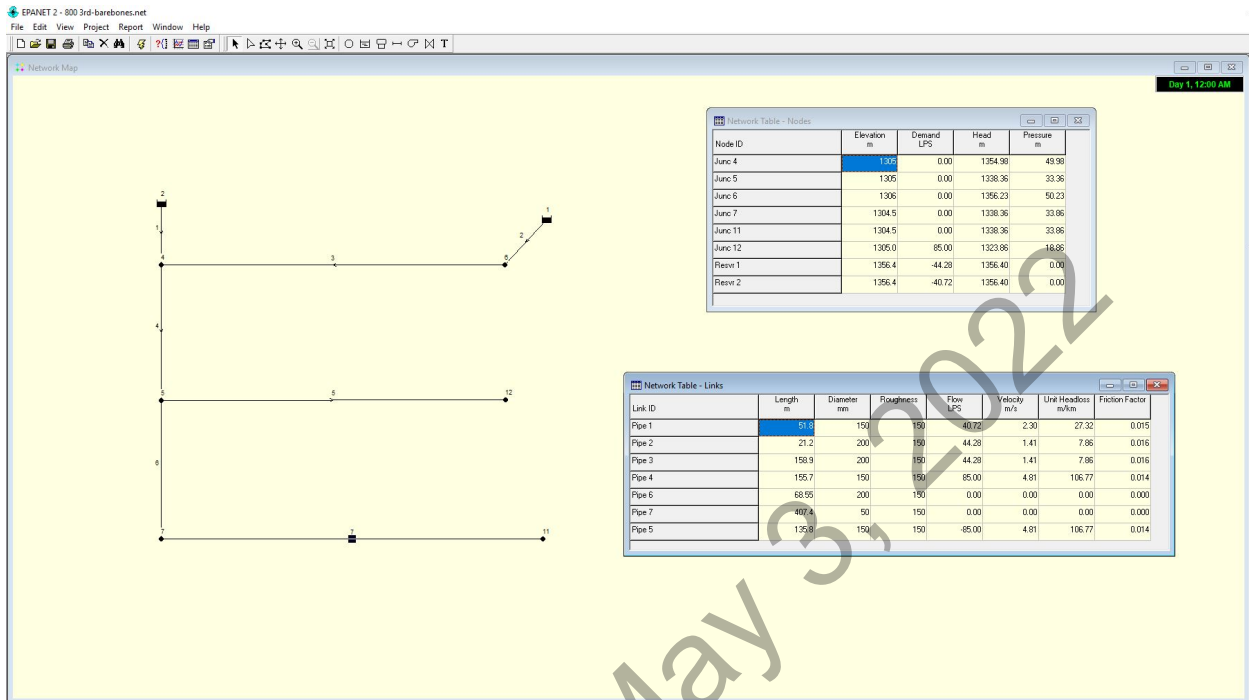 EPANET 2 - 800 3rd-barebones.net
File Edit View Project Report Window Help
T
Network Map
Day 1, 12:00 AM
2
1
1
2
4
3
6
4
5
5
12
6
7
7
11
Network Table - Nodes
Node ID Elevation m Demand LPS Head m Pressure m
Junc 4 1305 0.00 1354.98 49.98
Junc 5 1305 0.00 1338.36 33.36
Junc 6 1306 0.00 1356.23 50.23
Junc 7 1304.5 0.00 1338.36 33.86
Junc 11 1304.5 0.00 1338.36 33.86
Junc 12 1305.0 85.00 1323.86 18.86
Resvr 1 1356.4 -44.28 1356.40 0.00
Resvr 2 1356.4 -40.72 1356.40 0.00
Network Table - Links
Link ID Length m Diameter mm Roughness Flow LPS Velocity m/s Unit Headloss m/km Friction Factor
Pipe 1 51.8 150 150 40.72 2.30 27.32 0.015
Pipe 2 21.2 200 150 44.28 1.41 7.86 0.016
Pipe 3 158.9 200 150 44.28 1.41 7.86 0.016
Pipe 4 155.7 150 150 85.00 4.81 106.77 0.014
Pipe 6 68.55 200 150 0.00 0.00 0.00 0.000
Pipe 7 407.4 50 150 0.00 0.00 0.00 0.000
Pipe 5 135.8 150 150 -85.00 4.81 106.77 0.014
May 3, 2022